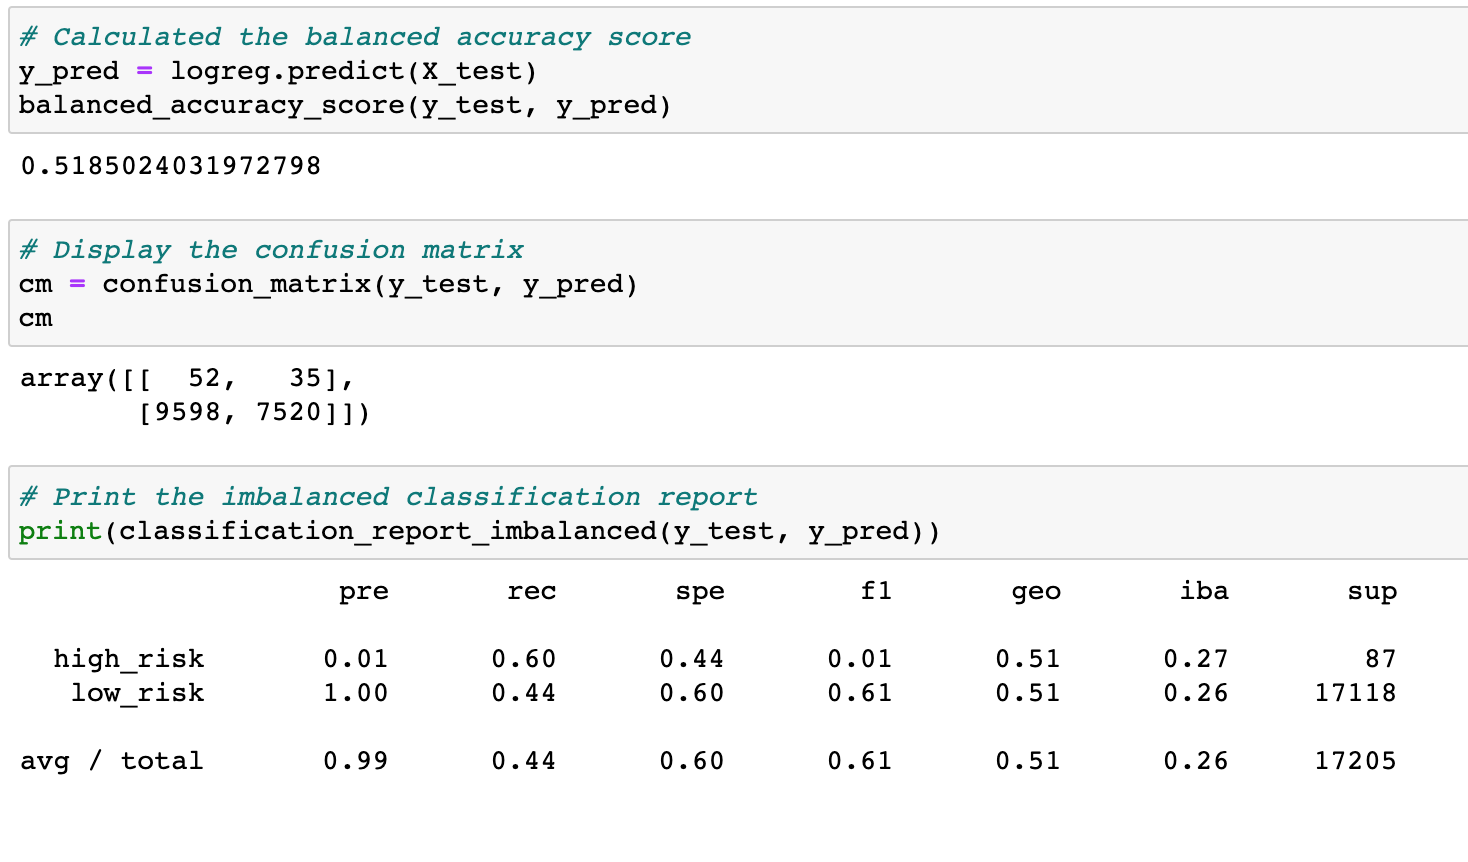 # Calculated the balanced accuracy score
y_pred = logreg.predict(X_test)
balanced_accuracy_score(y_test, y_pred)
0.5185024031972798
# Display the confusion matrix
cm = confusion_matrix(y_test, y_pred)
cm
array([[  52,   35],
       [9598, 7520]])
# Print the imbalanced classification report
print(classification_report_imbalanced(y_test, y_pred))
                   pre       rec       spe        f1       geo       iba       sup
  high_risk       0.01      0.60      0.44      0.01      0.51      0.27        87
   low_risk       1.00      0.44      0.60      0.61      0.51      0.26     17118
avg / total       0.99      0.44      0.60      0.61      0.51      0.26     17205